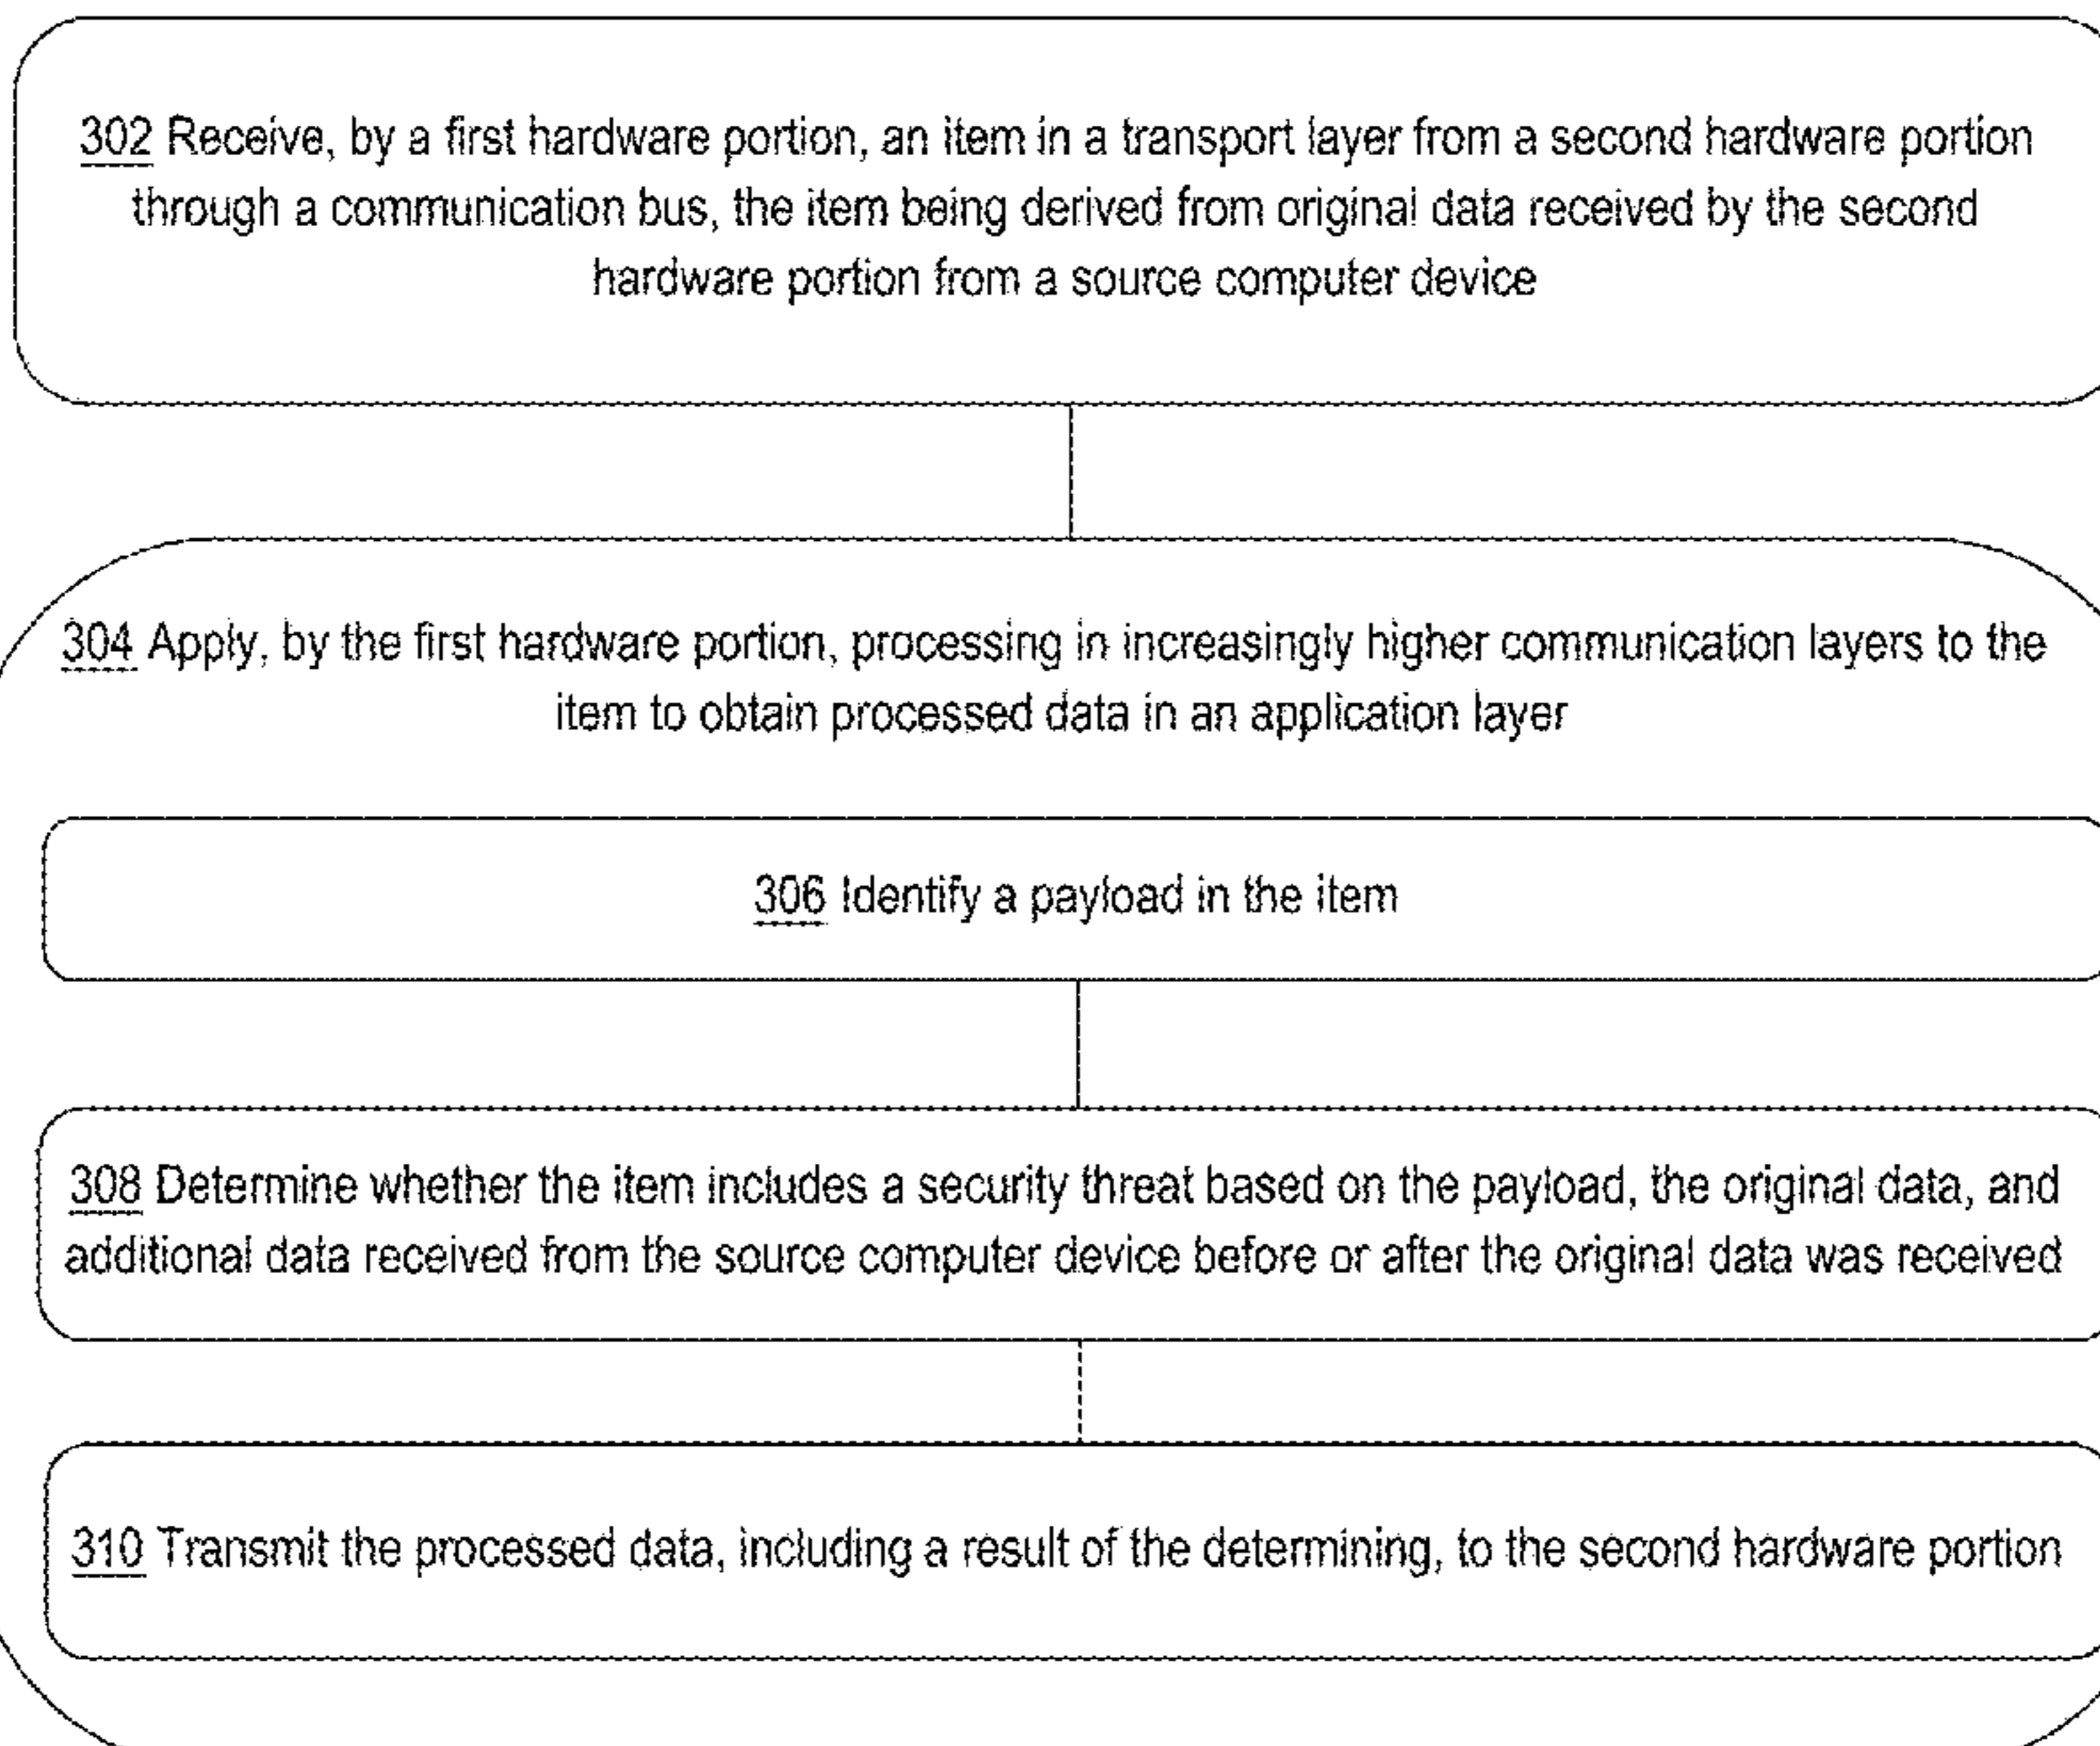 302 Receive, by a first hardware portion, an item in a transport layer from a second hardware portion
through a communication bus, the item being derived from original data received by the second
hardware portion from a source computer device
304 Apply, by the first hardware portion, processing in increasingly higher communication layers to the
item to obtain processed data in an application layer
306 Identify a payload in the item
308 Determine whether the item includes a security threat based on the payload, the original data, and
additional data received from the source computer device before or after the original data was received
310 Transmit the processed data, including a result of the determining, to the second hardware portion